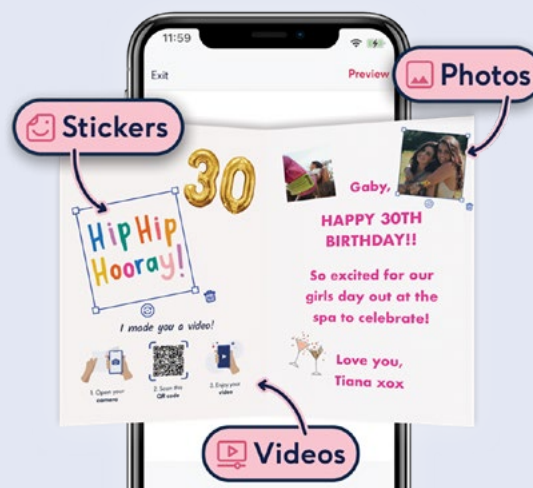 11:59
Exit
Preview
Photos
Stickers
30
Hip Hip
Hooray!
I made you a video!
1. Open your
camera
2. Scan this
QR code
3. Enjoy your
video
Gaby,
HAPPY 30TH
BIRTHDAY!!
So excited for our
girls day out at the
spa to celebrate!
Love you,
Tiana xox
Videos